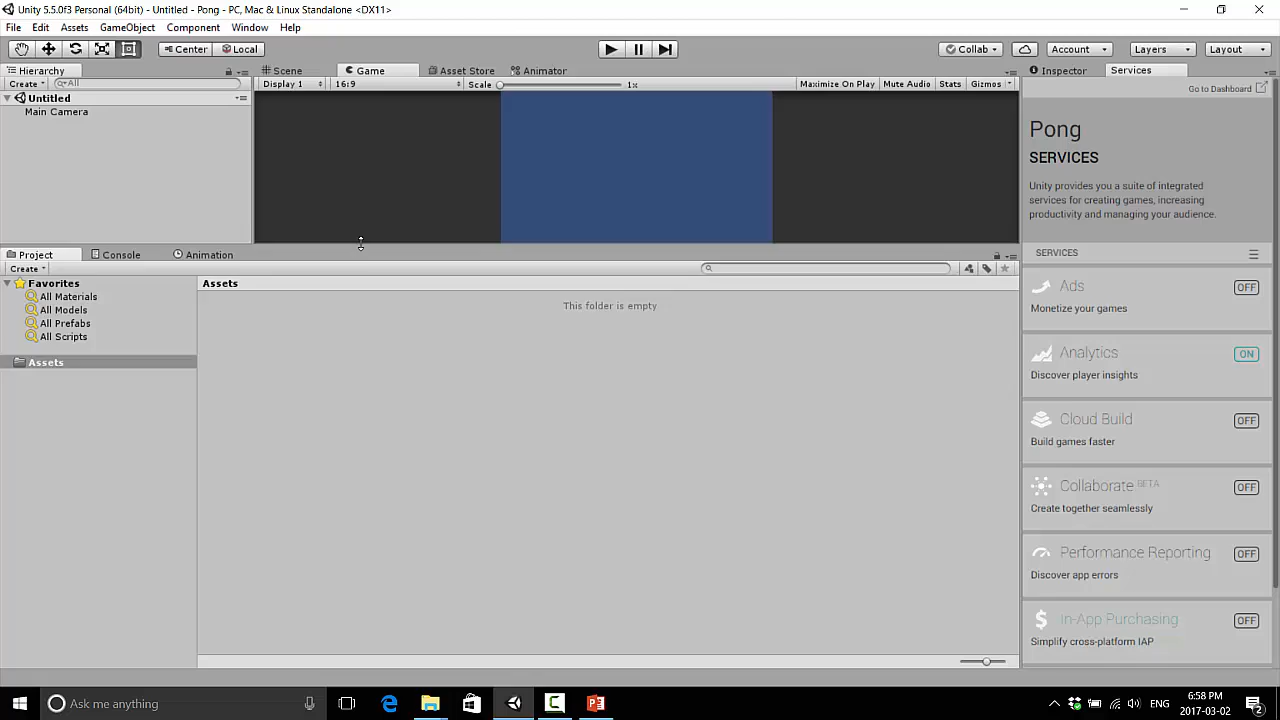 Unity 5.5.0f3 Personal (64bit) - Untitled - Pong - PC, Mac & Linux Standalone <DX11>
File Edit Assets GameObject Component Window Help
Center Local Collab Account Layers Layout
Hierarchy Scene Game Asset Store Animator Inspector Services
Create All Display 1 16:9 Scale 1x Maximize On Play Mute Audio Stats Gizmos
Go to Dashboard
Untitled
Main Camera
Pong
SERVICES
Unity provides you a suite of integrated
services for creating games, increasing
productivity and managing your audience.
Project Console Animation
Create
SERVICES
Favorites
All Materials
All Models
All Prefabs
All Scripts
Assets
Assets
This folder is empty
Ads OFF
Monetize your games
Analytics ON
Discover player insights
Cloud Build OFF
Build games faster
Collaborate BETA OFF
Create together seamlessly
Performance Reporting OFF
Discover app errors
In-App Purchasing OFF
Simplify cross-platform IAP
Ask me anything
ENG
6:58 PM
2017-03-02
2